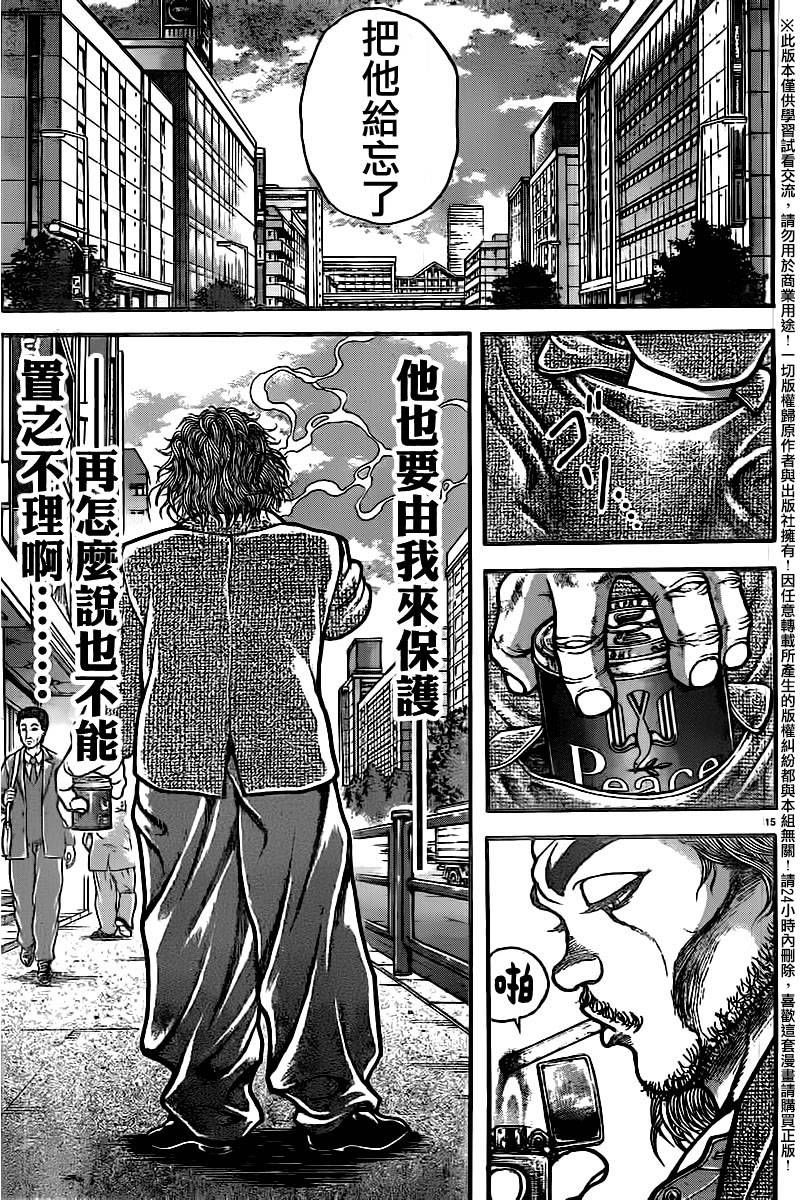 把他給忘了
ゴソゴソ
Peace
15
啪
他也要由我來保護——
——再怎麼說也不能
置之不理啊………
※此版本僅供學習試看交流，請勿用於商業用途！一切版權歸原作者與出版社擁有！因任意轉載所產生的版權糾紛都與本組無關！請24小時內刪除，喜歡這套漫畫請購買正版！